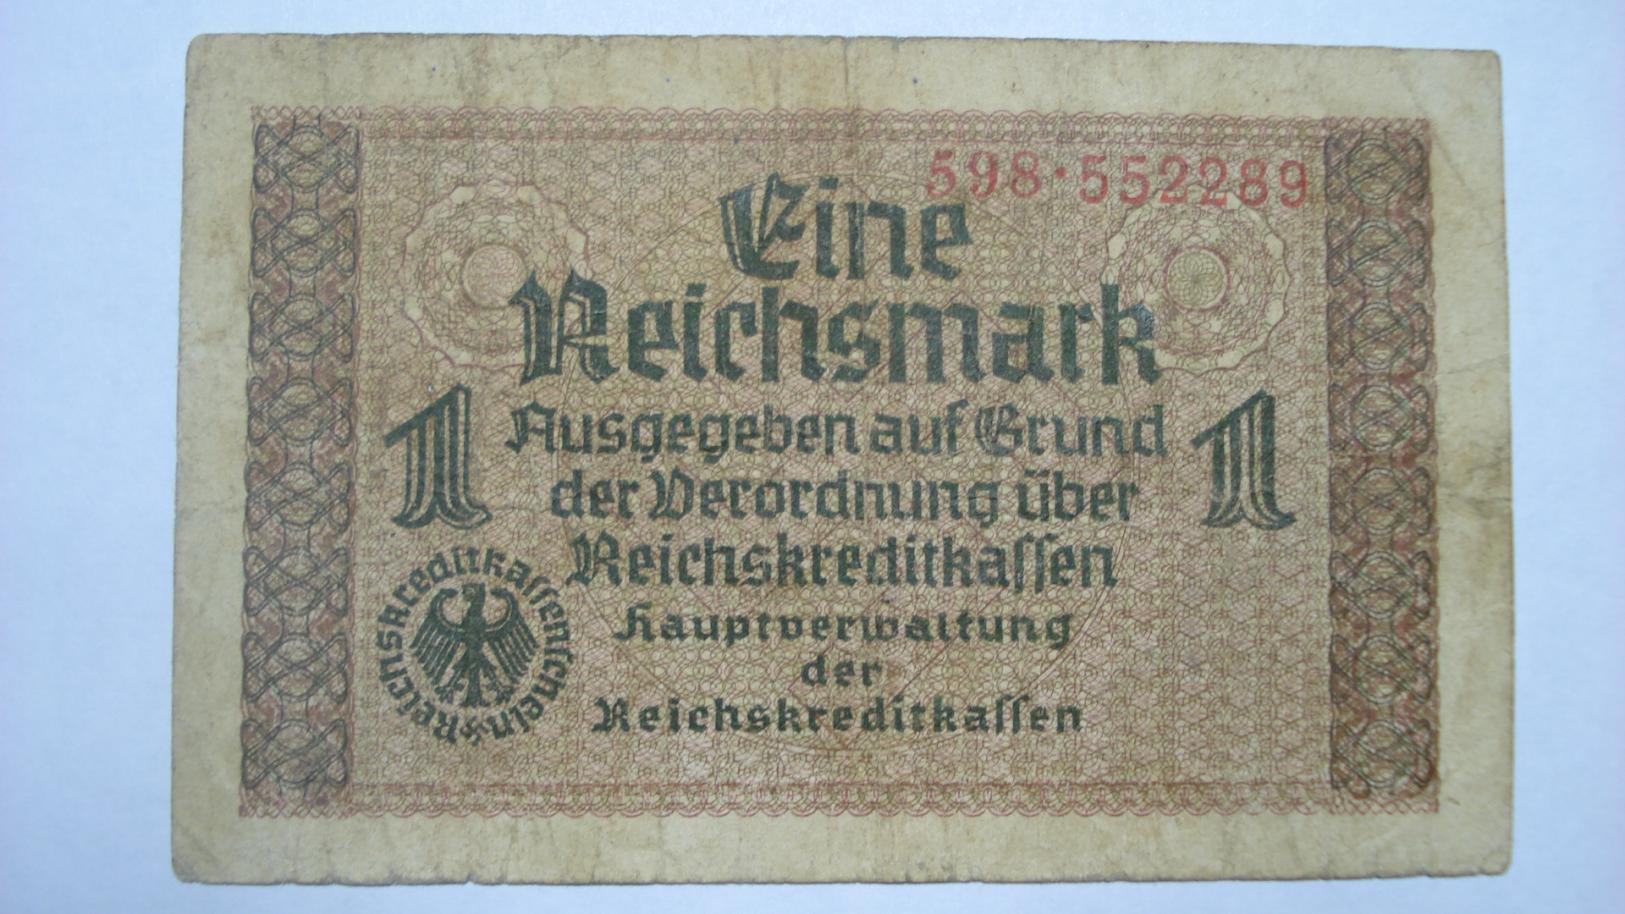 598·552289
Eine
Reichsmark
1 1
Ausgegeben auf Grund
der Verordnung über
Reichskreditkaſſen
Hauptverwaltung
der
Reichskreditkaſſen
Reichskreditkaſſenſchein